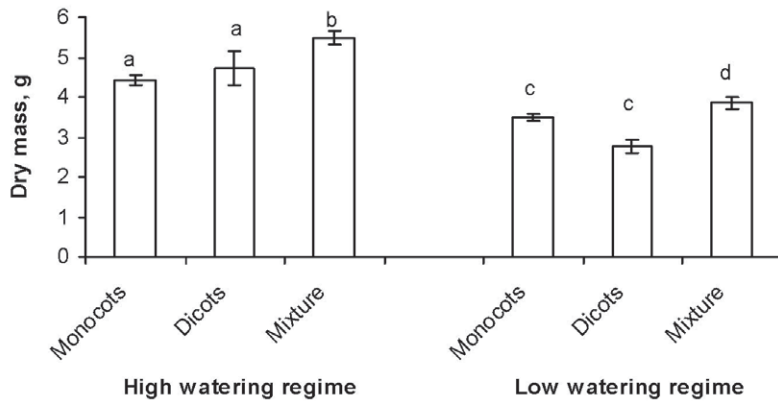 Dry mass, g
6
5
4
3
2
1
0
a
a
b
c
c
d
Monocots
Dicots
Mixture
Monocots
Dicots
Mixture
High watering regime
Low watering regime